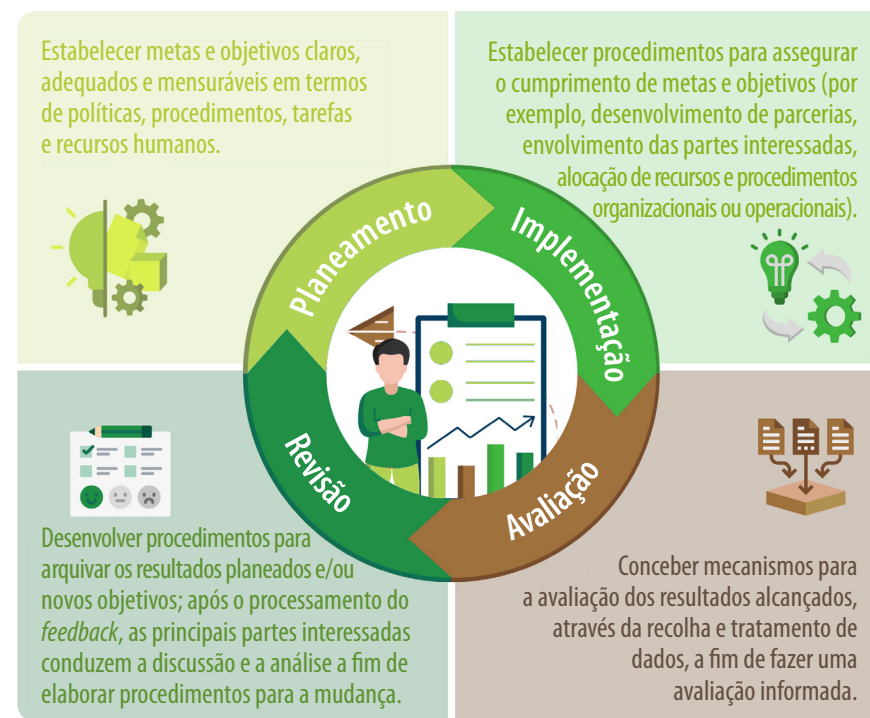 Estabelecer metas e objetivos claros,
adequados e mensuráveis em termos
de políticas, procedimentos, tarefas
e recursos humanos.
Estabelecer procedimentos para assegurar
o cumprimento de metas e objetivos (por
exemplo, desenvolvimento de parcerias,
envolvimento das partes interessadas,
alocação de recursos e procedimentos
organizacionais ou operacionais).
Planeamento
Implementação
Revisão
Avaliação
Desenvolver procedimentos para
arquivar os resultados planeados e/ou
novos objetivos; após o processamento do
feedback, as principais partes interessadas
conduzem a discussão e a análise a fim de
elaborar procedimentos para a mudança.
Conceber mecanismos para
a avaliação dos resultados alcançados,
através da recolha e tratamento de
dados, a fim de fazer uma
avaliação informada.